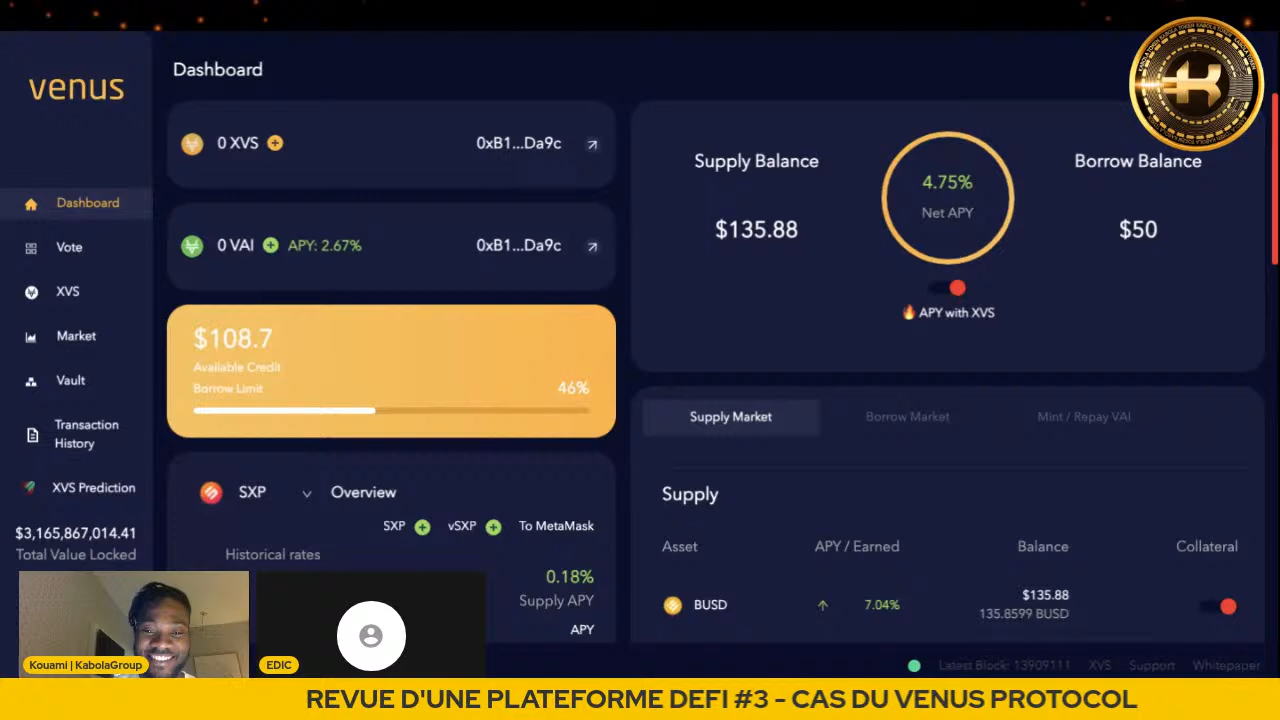 venus
Dashboard
Vote
XVS
Market
Vault
Transaction
History
XVS Prediction
$3,165,867,014.41
Total Value Locked
Dashboard
0 XVS
0xB1...Da9c
0 VAI APY: 2.67%
0xB1...Da9c
$108.7
Available Credit
Borrow Limit 46%
SXP Overview
SXP vSXP To MetaMask
Historical rates
0.18%
Supply APY
APY
Supply Balance
$135.88
4.75%
Net APY
Borrow Balance
$50
🔥 APY with XVS
Supply Market Borrow Market Mint / Repay VAI
Supply
Asset APY / Earned Balance Collateral
BUSD 7.04% $135.88
135.8599 BUSD
Latest Block: 13909111 XVS Support Whitepaper
Kouami | KabolaGroup
EDIC
REVUE D'UNE PLATEFORME DEFI #3 - CAS DU VENUS PROTOCOL